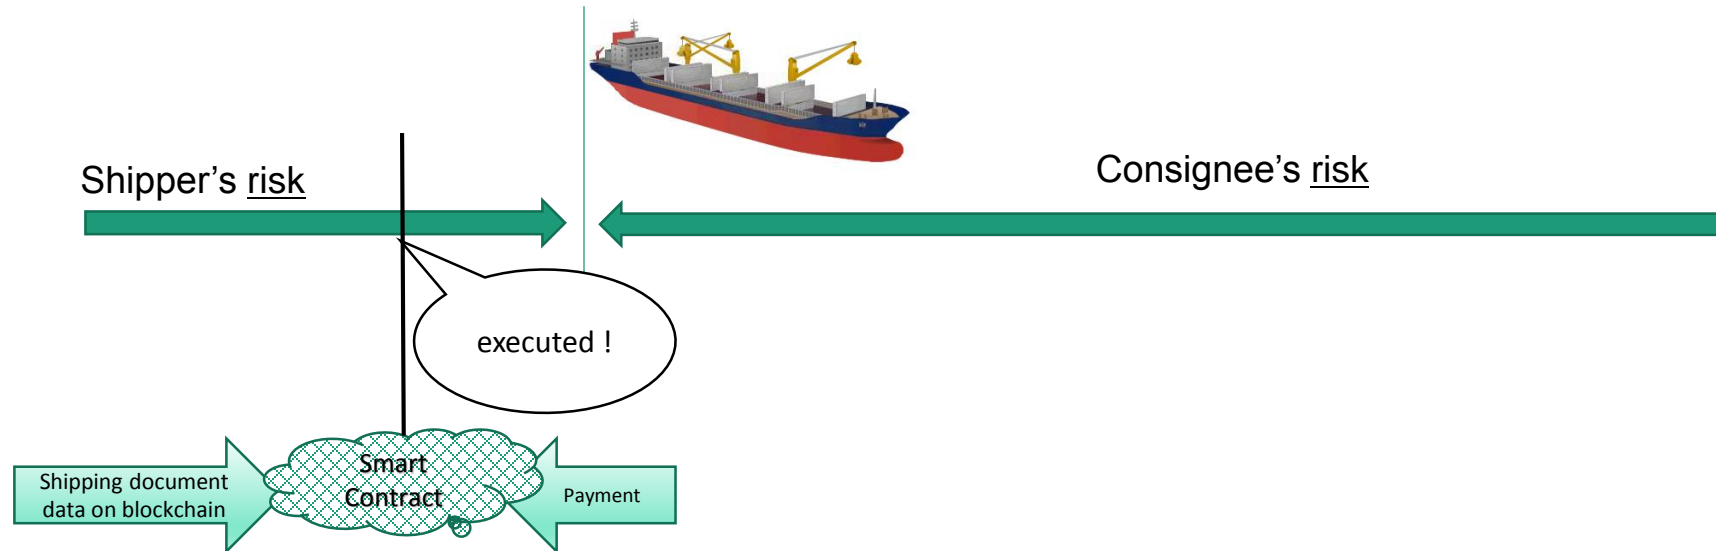 Shipper’s risk
Consignee’s risk
executed !
Smart
Contract
Shipping document
data on blockchain
Payment